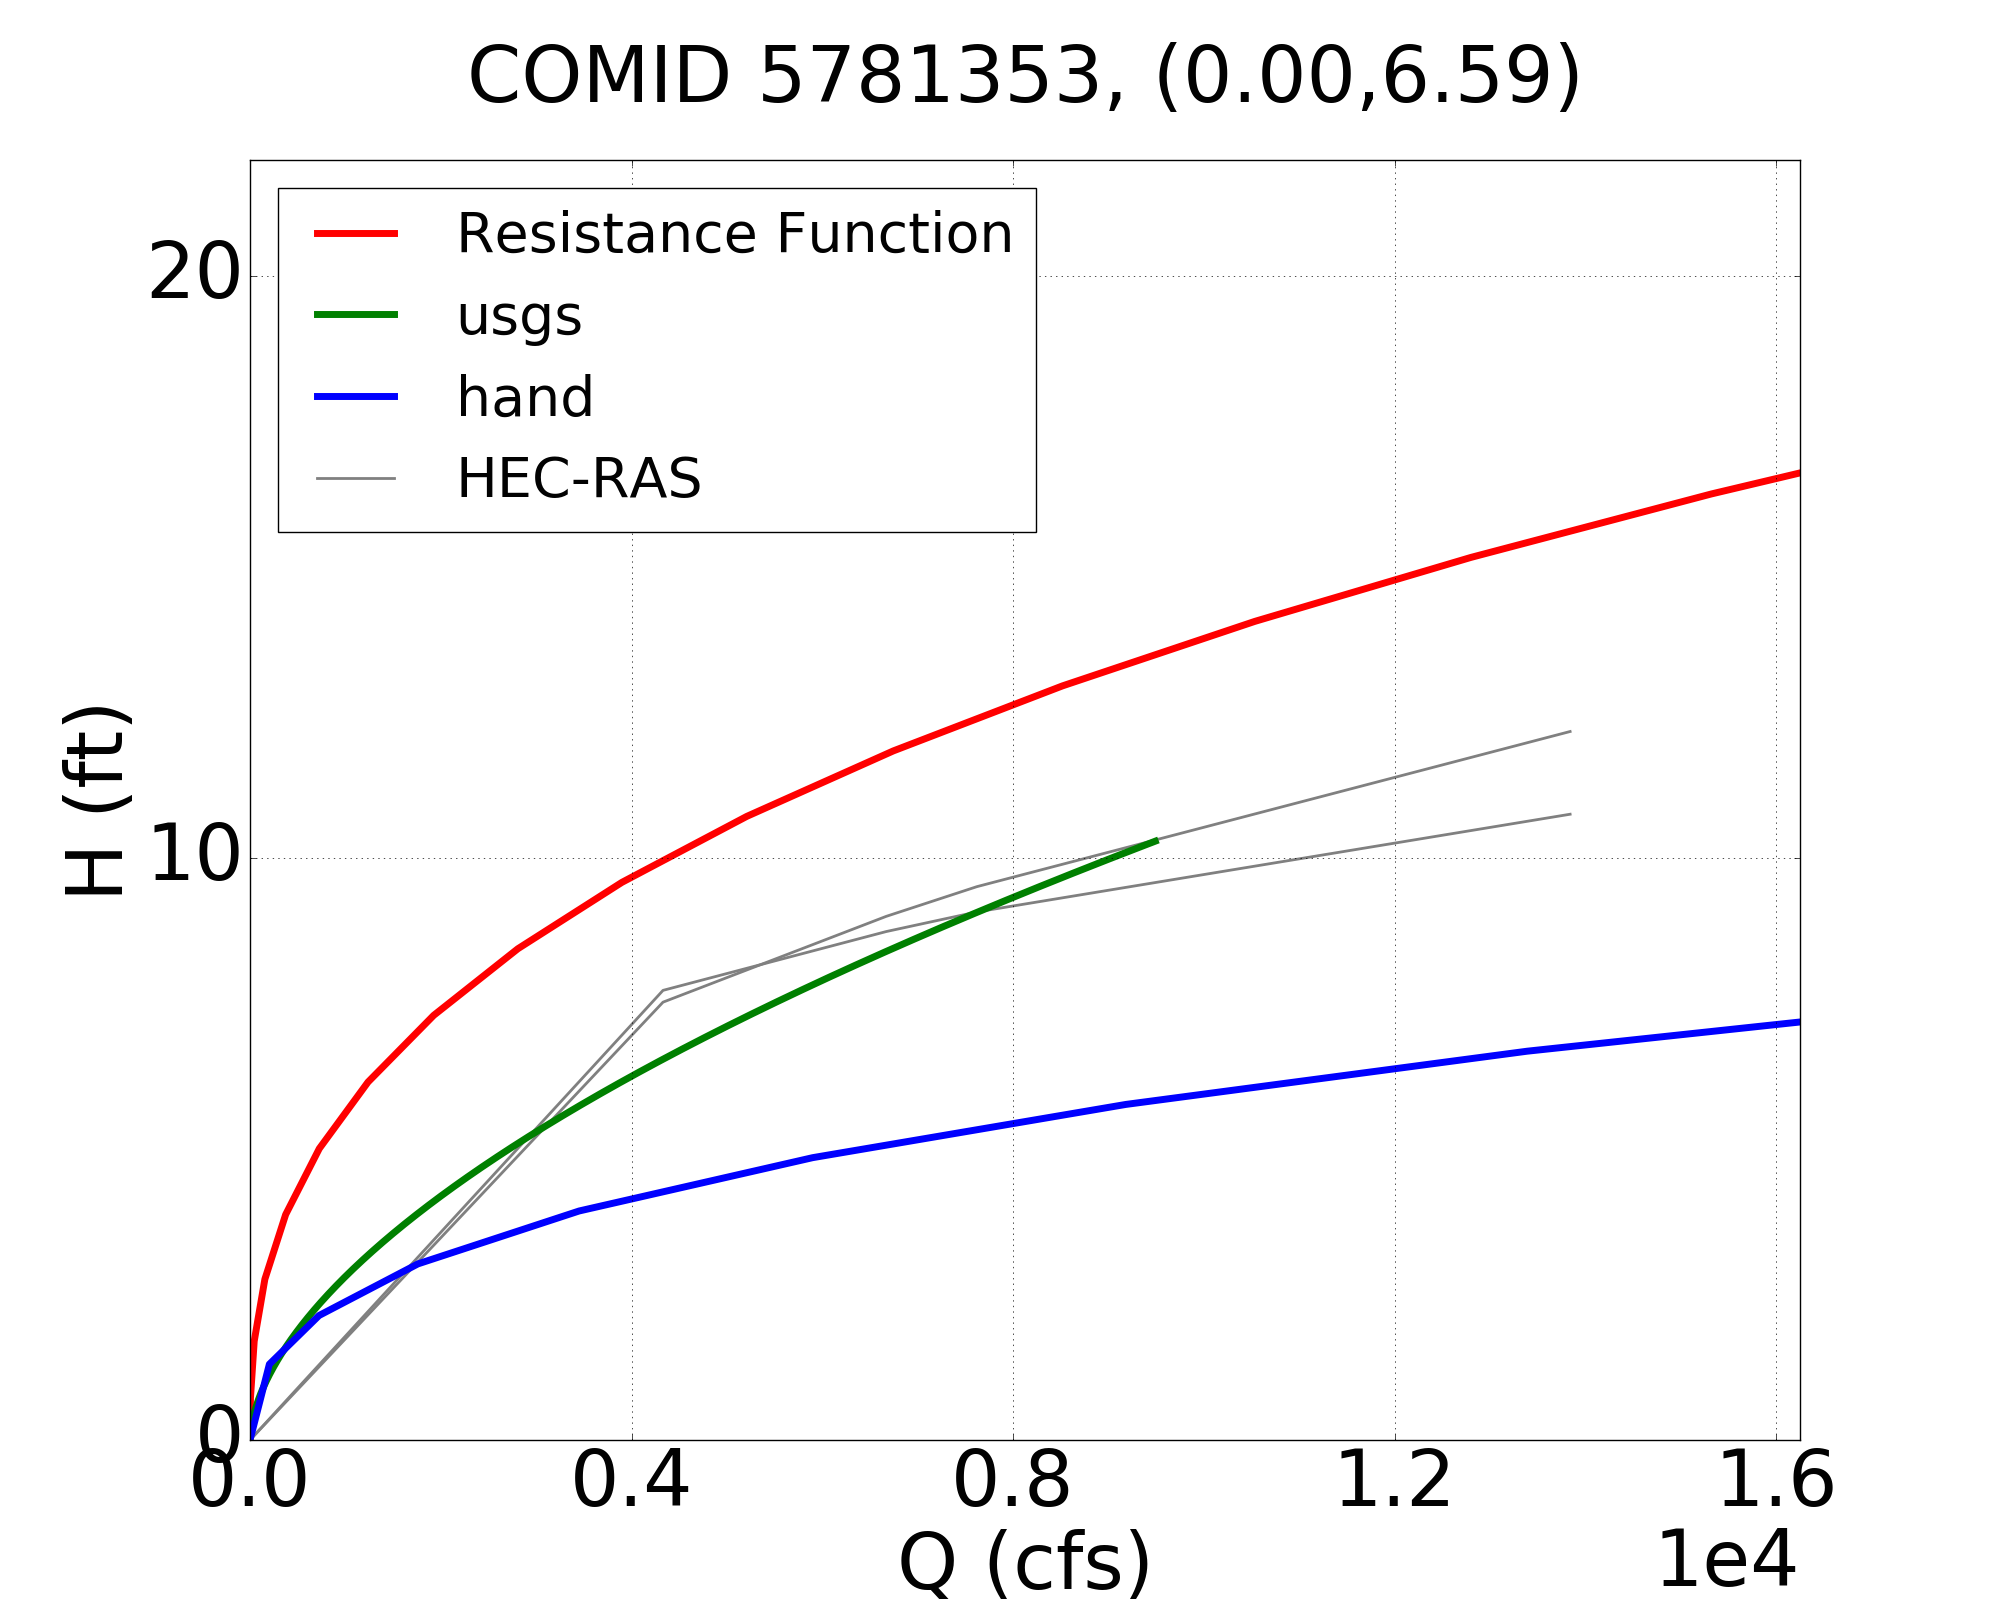 COMID 5781353, (0.00,6.59)
Resistance Function
usgs
hand
HEC-RAS
20
10
0
H (ft)
0.0 0.4 0.8 1.2 1.6
1e4
Q (cfs)